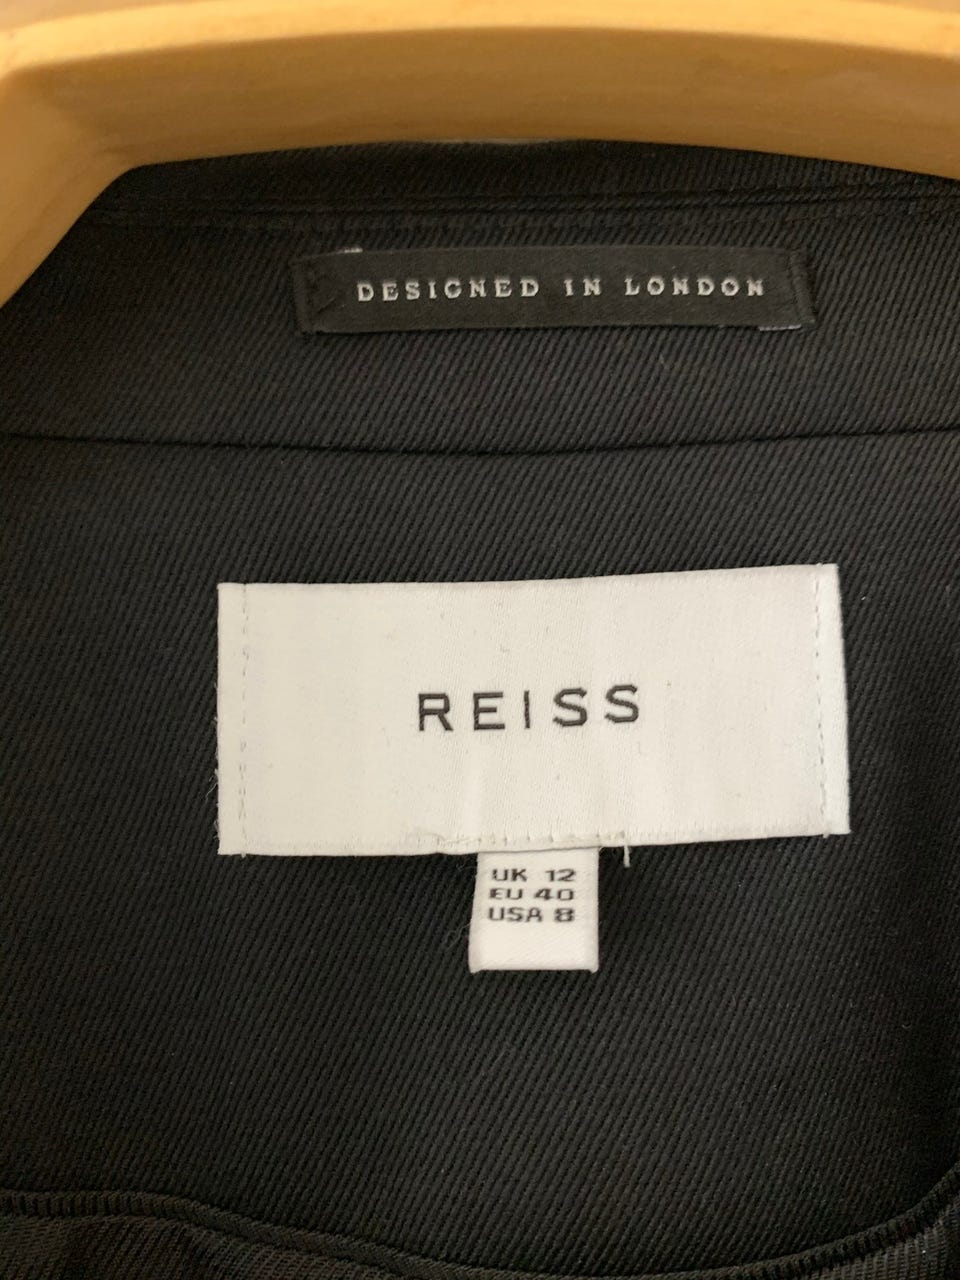 DESIGNED IN LONDON
REISS
UK 12
EU 40
USA 8